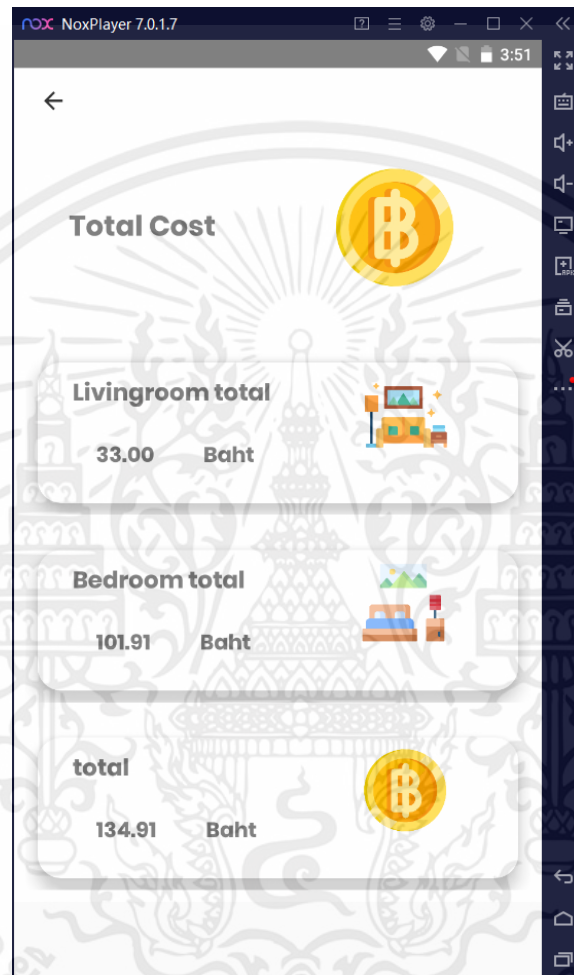 nox NoxPlayer 7.0.1.7
3:51
Total Cost
Livingroom total
33.00 Baht
Bedroom total
101.91 Baht
total
134.91 Baht